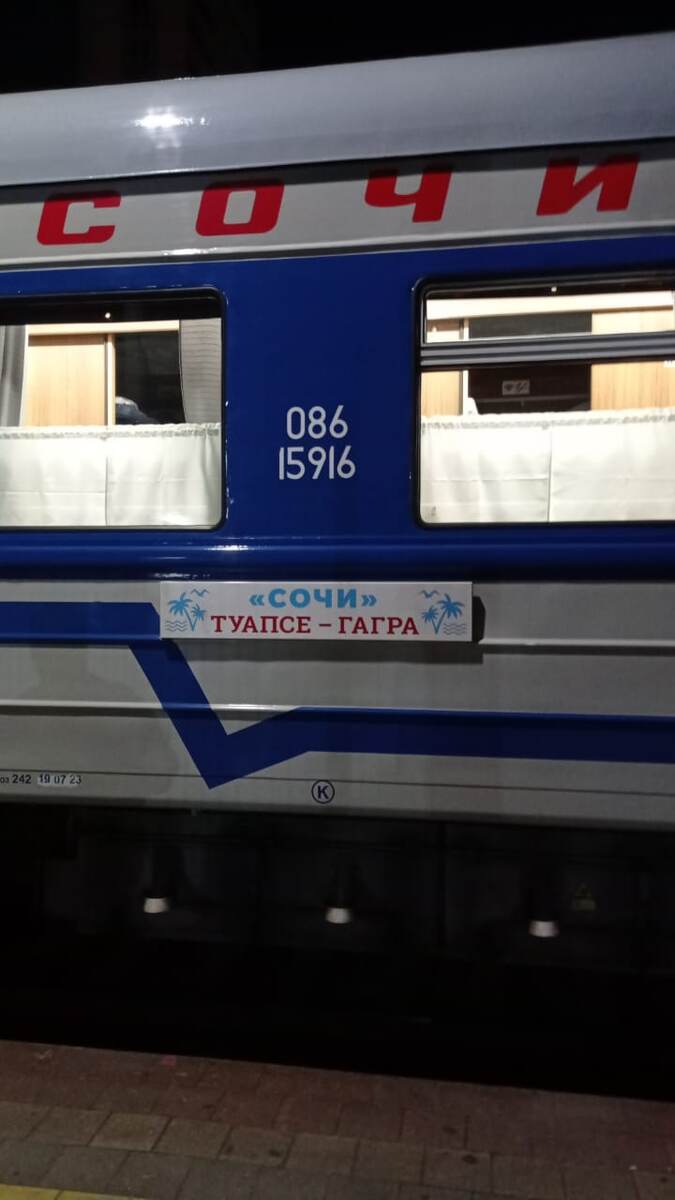 СОЧИ
086
15916
«СОЧИ»
ТУАПСЕ – ГАГРА
242 19 07 23
К